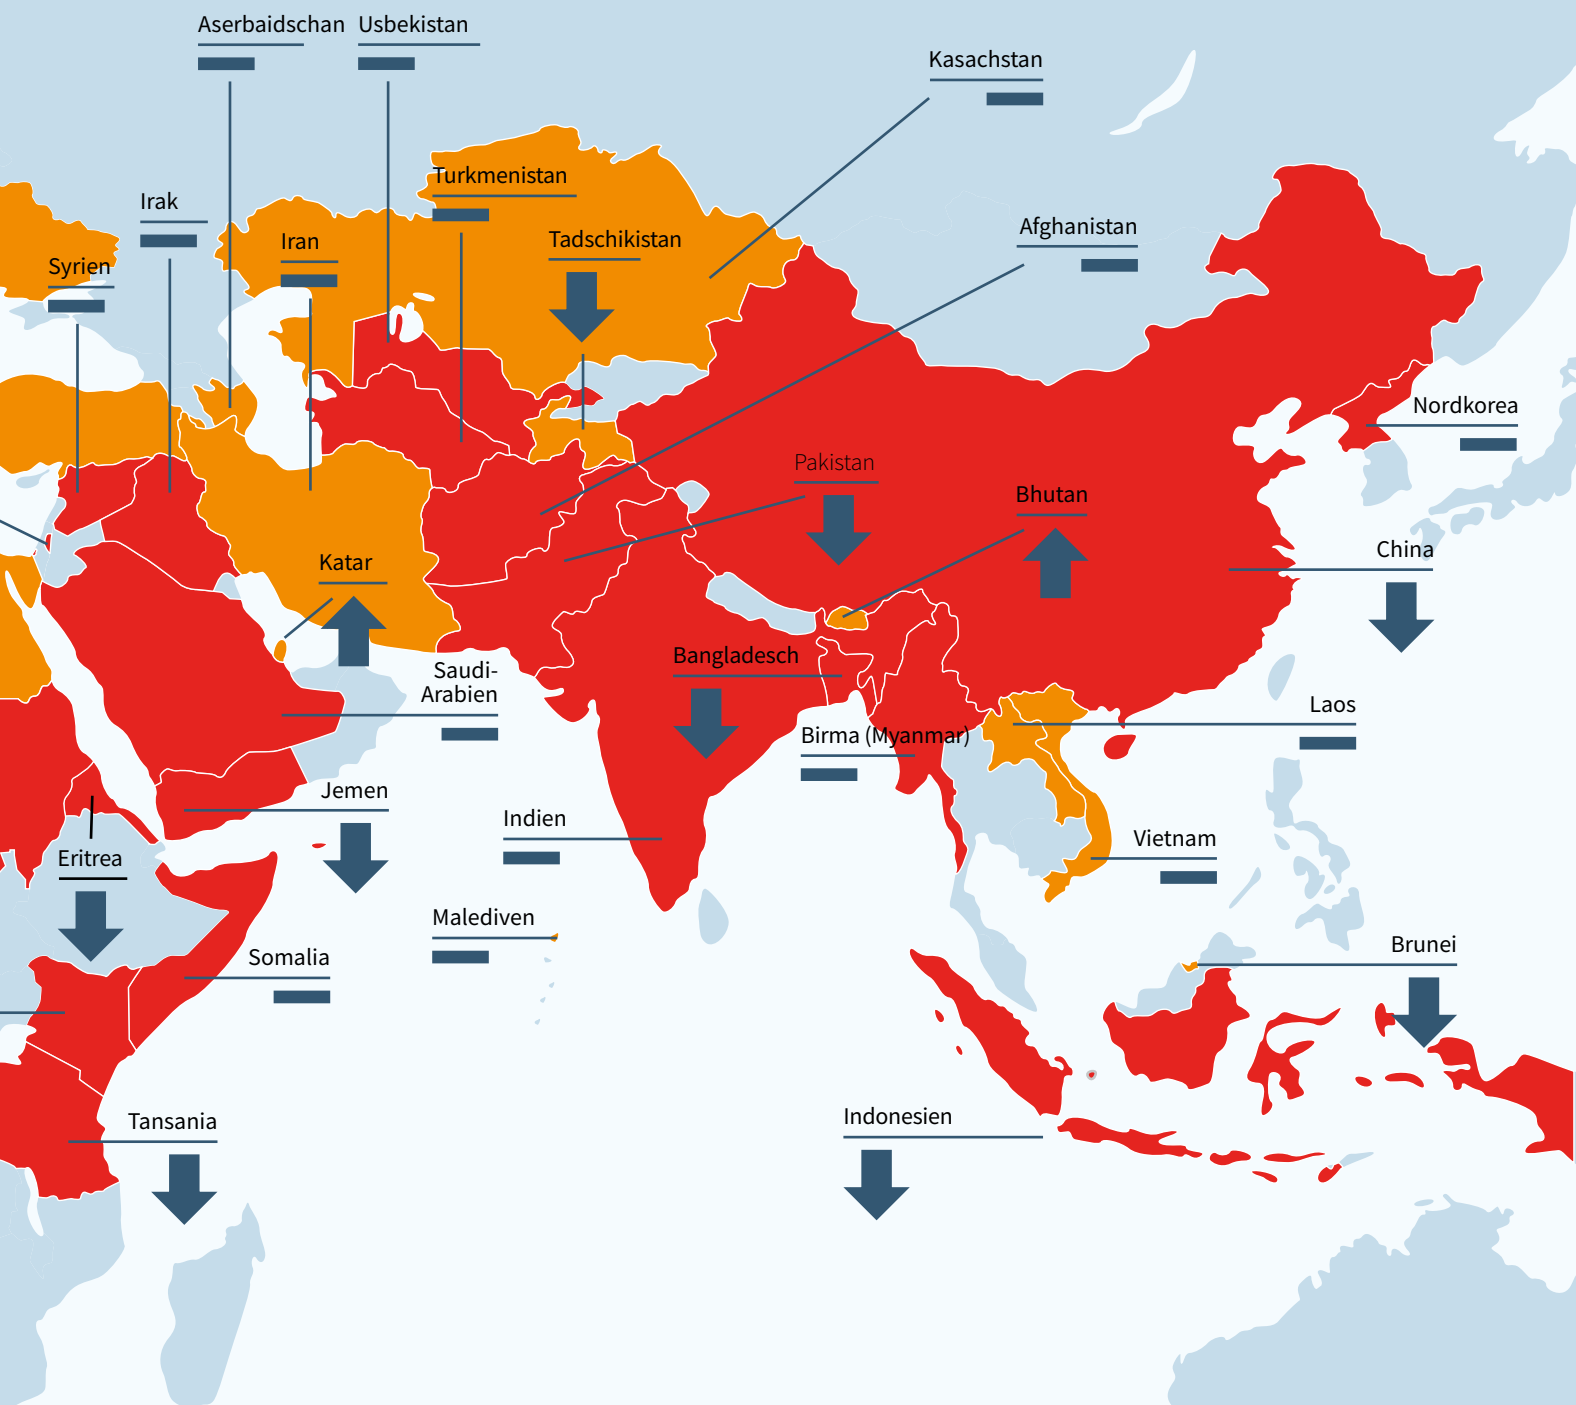 Aserbaidschan
Usbekistan
Kasachstan
Turkmenistan
Irak
Iran
Tadschikistan
Afghanistan
Syrien
Nordkorea
Pakistan
Bhutan
China
Katar
Bangladesch
Saudi-
Arabien
Laos
Birma (Myanmar)
Jemen
Indien
Vietnam
Eritrea
Malediven
Brunei
Somalia
Indonesien
Tansania